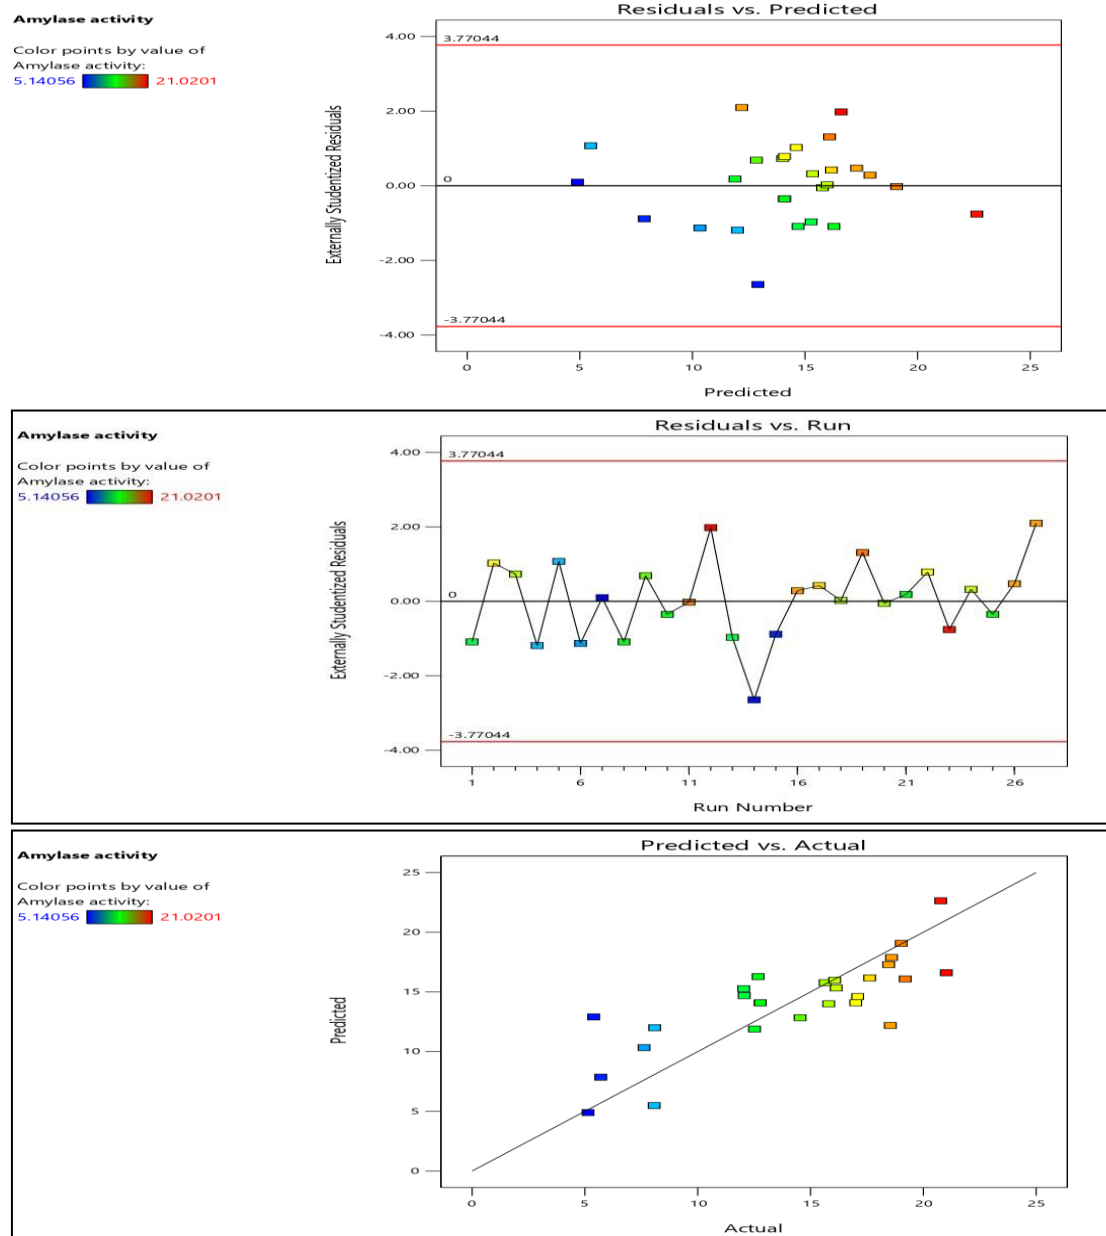 Residuals vs. Predicted
Amylase activity
Color points by value of
Amylase activity:
5.14056 21.0201
4.00
3.77044
2.00
0.00
0
-2.00
-3.77044
-4.00
Externally Studentized Residuals
0 5 10 15 20 25
Predicted
Residuals vs. Run
Amylase activity
Color points by value of
Amylase activity:
5.14056 21.0201
4.00
3.77044
2.00
0.00
0
-2.00
-3.77044
-4.00
Externally Studentized Residuals
1 6 11 16 21 26
Run Number
Predicted vs. Actual
Amylase activity
Color points by value of
Amylase activity:
5.14056 21.0201
25
20
15
10
5
0
Predicted
0 5 10 15 20 25
Actual